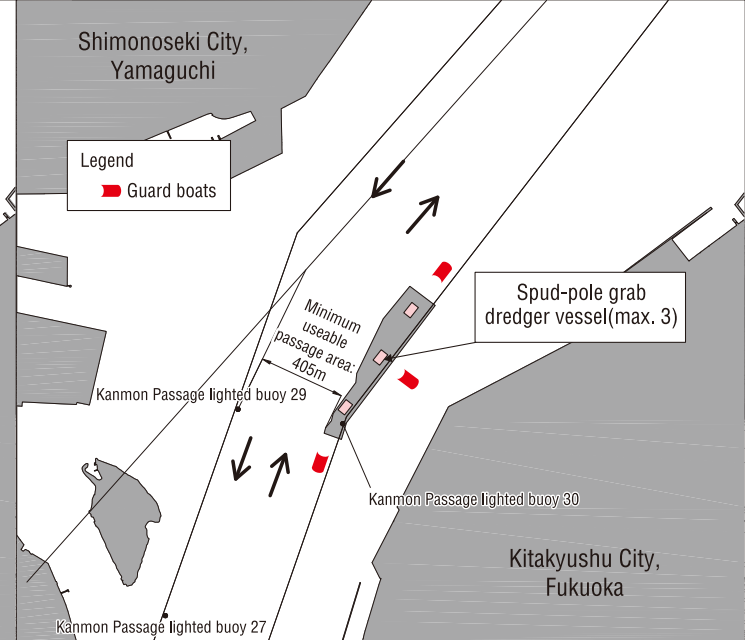 Shimonoseki City,
Yamaguchi
Legend
Guard boats
Minimum
useable
passage area:
405m
Spud-pole grab
dredger vessel(max. 3)
Kanmon Passage lighted buoy 29
Kanmon Passage lighted buoy 30
Kitakyushu City,
Fukuoka
Kanmon Passage lighted buoy 27